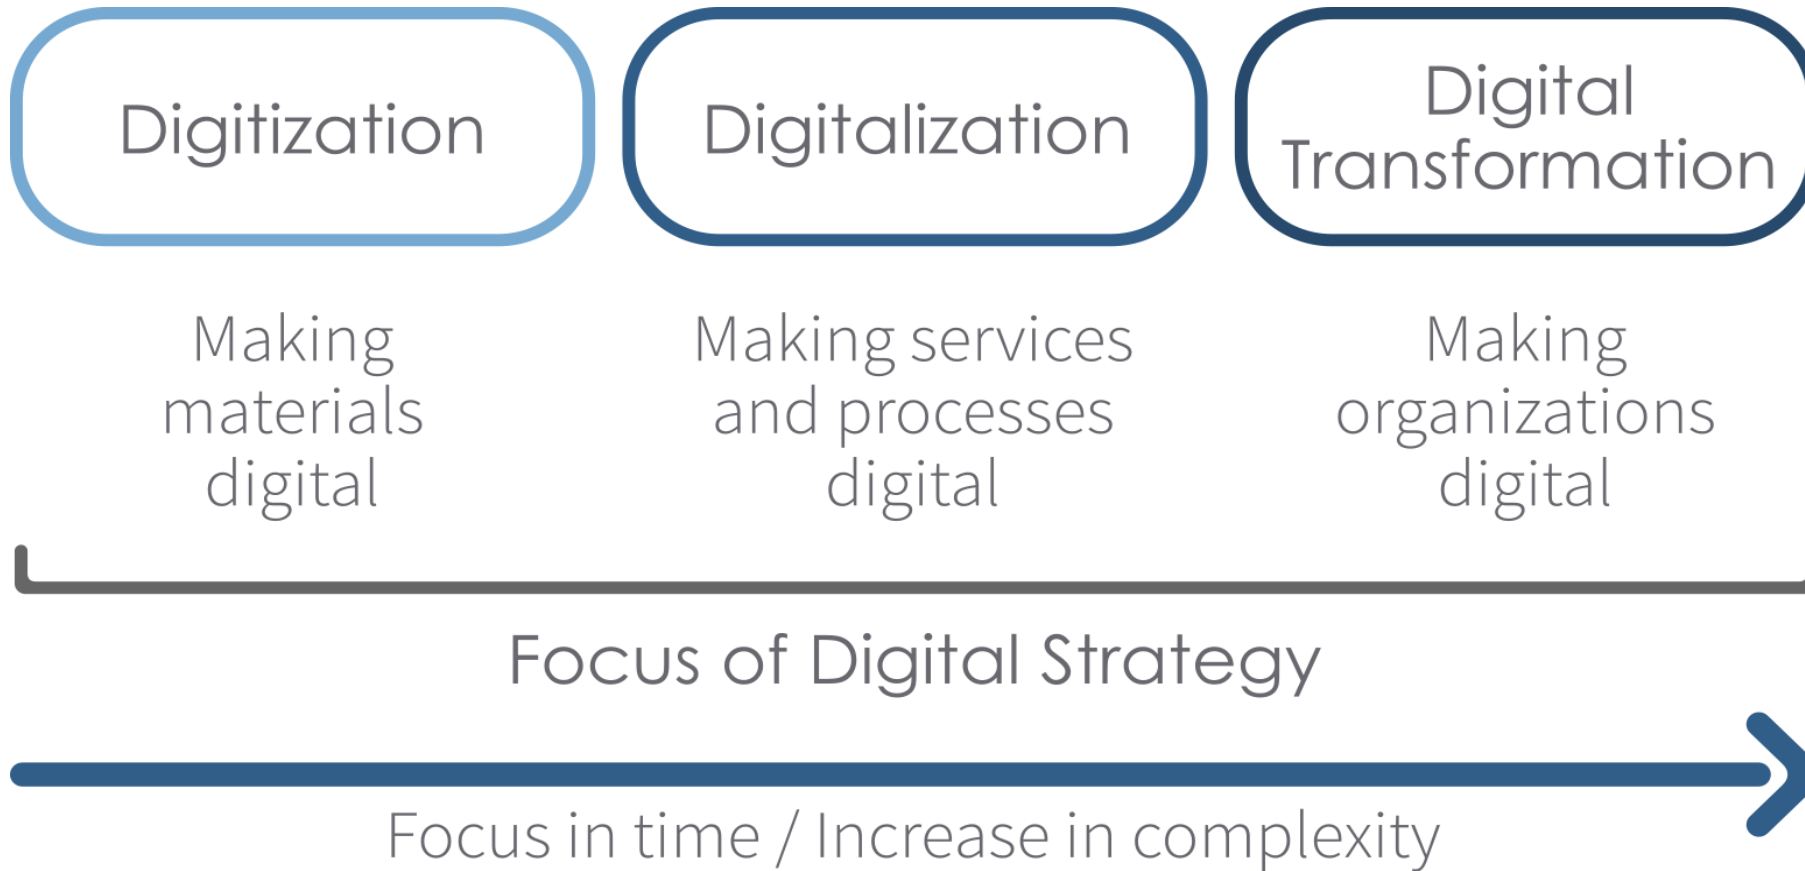 Digitization
Digitalization
Digital
Transformation
Making
materials
digital
Making services
and processes
digital
Making
organizations
digital
Focus of Digital Strategy
Focus in time / Increase in complexity